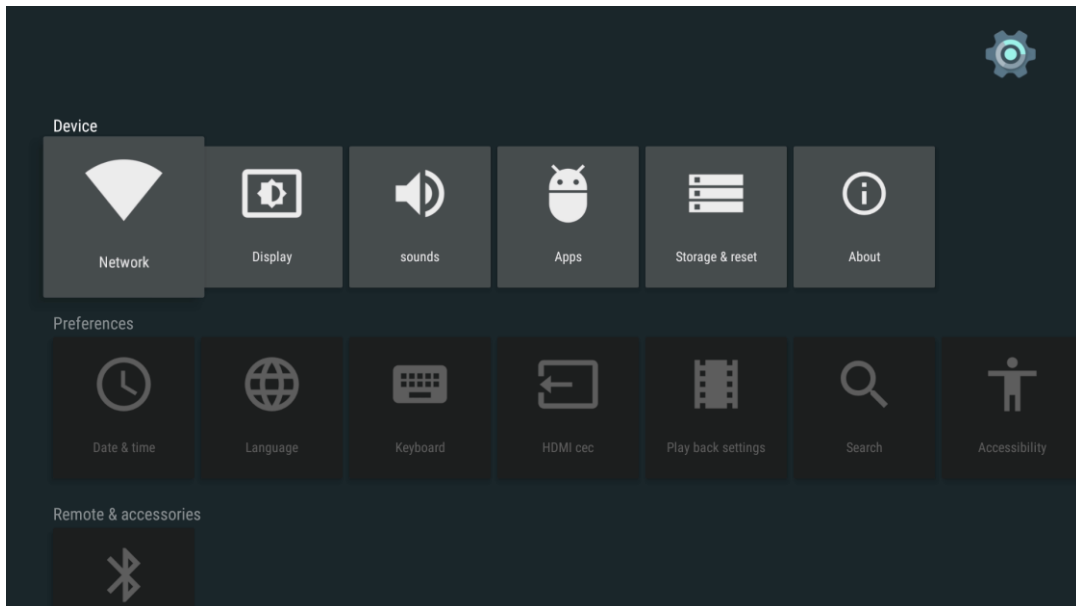 Device
Network
Display
sounds
Apps
Storage & reset
About
Preferences
Date & time
Language
Keyboard
HDMI cec
Play back settings
Search
Accessibility
Remote & accessories